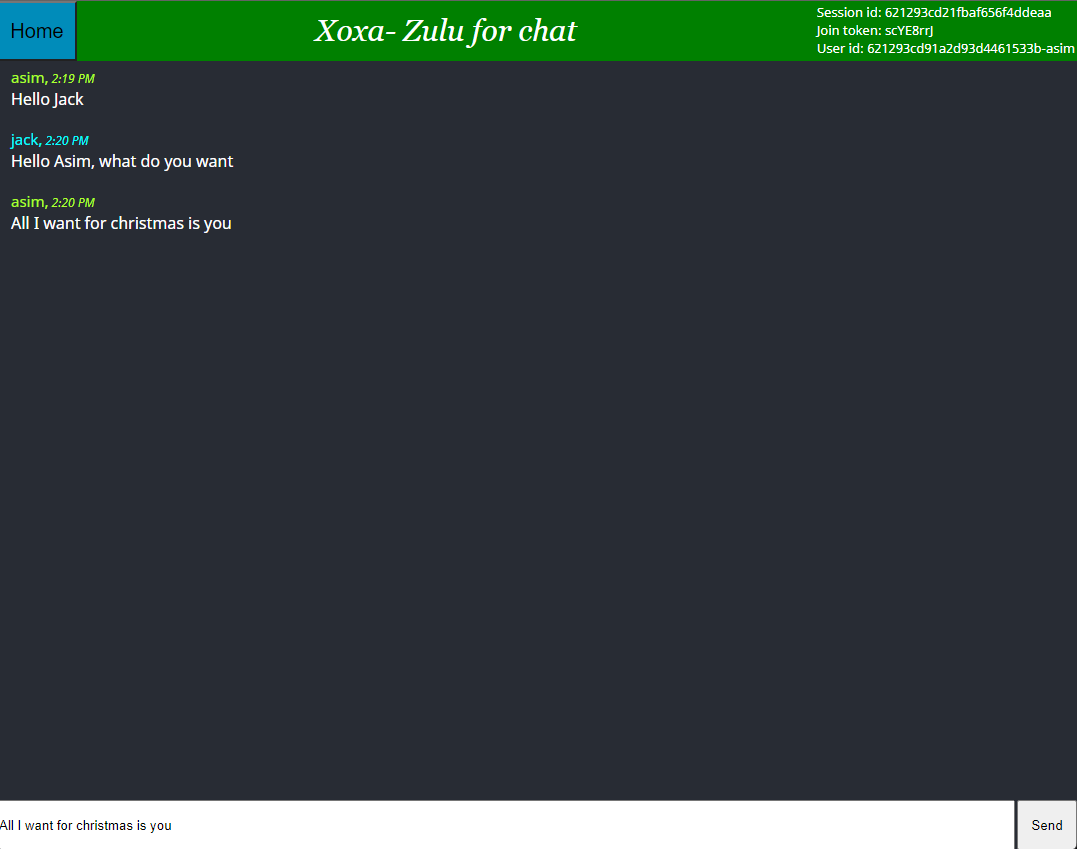 Home
Xoxa- Zulu for chat
Session id: 621293cd21fbaf656f4ddeaa
Join token: scYE8rrJ
User id: 621293cd91a2d93d4461533b-asim
asim, 2:19 PM
Hello Jack
jack, 2:20 PM
Hello Asim, what do you want
asim, 2:20 PM
All I want for christmas is you
All I want for christmas is you
Send